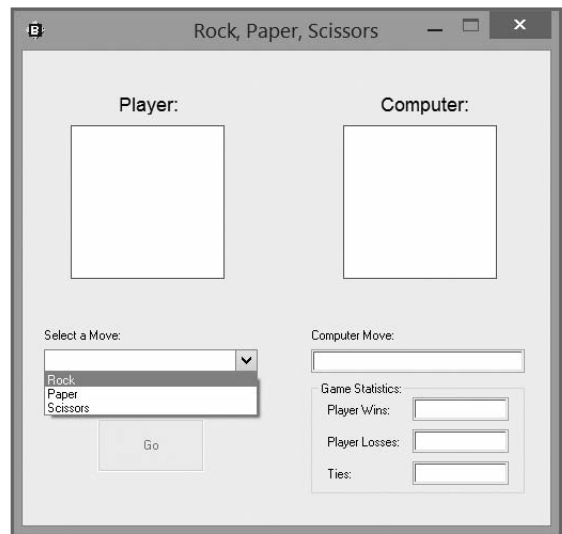 B
Rock, Paper, Scissors
Player:
Computer:
Select a Move:
Rock
Paper
Scissors
Go
Computer Move:
Game Statistics:
Player Wins:
Player Losses:
Ties: